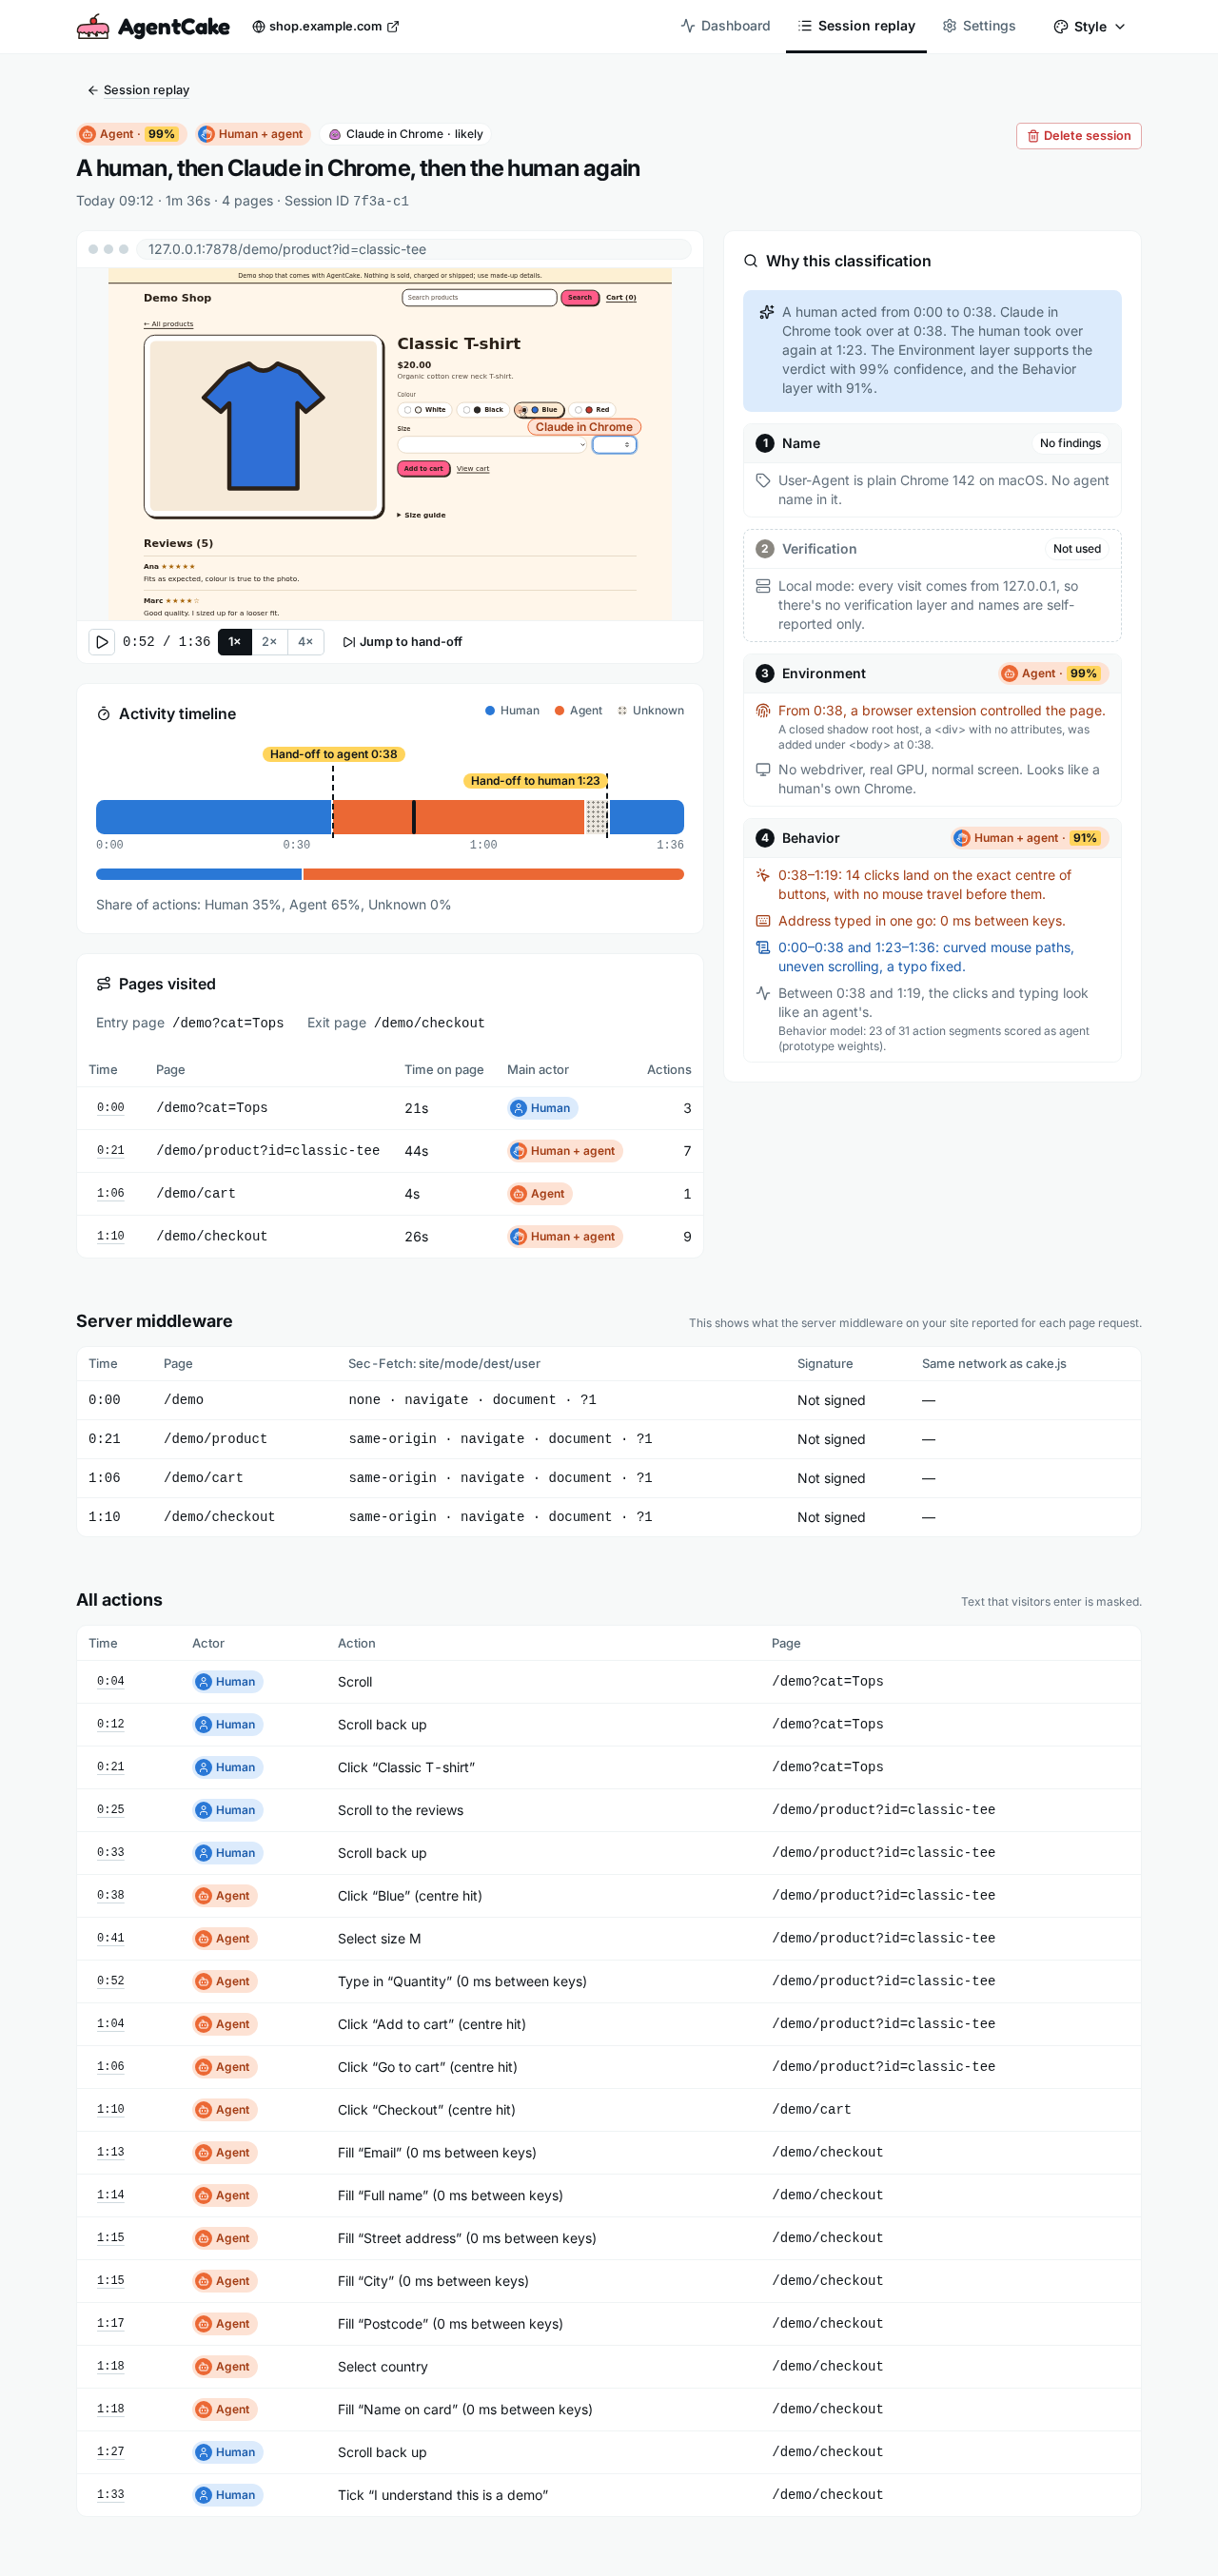 AgentCake
shop.example.com
Dashboard
Session replay
Settings
Style
Session replay
Agent · 99%
Human + agent
Claude in Chrome · likely
Delete session
A human, then Claude in Chrome, then the human again
Today 09:12 · 1m 36s · 4 pages · Session ID 7f3a-c1
127.0.0.1:7878/demo/product?id=classic-tee
Demo shop that comes with AgentCake. Nothing is sold, charged or shipped; use made-up details.
Demo Shop
Search products
Search
Cart (0)
← All products
Classic T-shirt
$20.00
Organic cotton crew neck T-shirt.
Colour
White
Black
Blue
Red
Claude in Chrome
Size
Add to cart
View cart
Size guide
Reviews (5)
Ana ★★★★★
Fits as expected, colour is true to the photo.
Marc ★★★★☆
Good quality. I sized up for a looser fit.
0:52 / 1:36
1×
2×
4×
Jump to hand-off
Activity timeline
Human
Agent
Unknown
Hand-off to agent 0:38
Hand-off to human 1:23
0:00
0:30
1:00
1:36
Share of actions: Human 35%, Agent 65%, Unknown 0%
Pages visited
Entry page /demo?cat=Tops
Exit page /demo/checkout
Time Page Time on page Main actor Actions
0:00 /demo?cat=Tops 21s Human 3
0:21 /demo/product?id=classic-tee 44s Human + agent 7
1:06 /demo/cart 4s Agent 1
1:10 /demo/checkout 26s Human + agent 9
Why this classification
A human acted from 0:00 to 0:38. Claude in
Chrome took over at 0:38. The human took over
again at 1:23. The Environment layer supports the
verdict with 99% confidence, and the Behavior
layer with 91%.
1 Name
No findings
User-Agent is plain Chrome 142 on macOS. No agent
name in it.
2 Verification
Not used
Local mode: every visit comes from 127.0.0.1, so
there's no verification layer and names are self-
reported only.
3 Environment
Agent · 99%
From 0:38, a browser extension controlled the page.
A closed shadow root host, a <div> with no attributes, was
added under <body> at 0:38.
No webdriver, real GPU, normal screen. Looks like a
human's own Chrome.
4 Behavior
Human + agent · 91%
0:38–1:19: 14 clicks land on the exact centre of
buttons, with no mouse travel before them.
Address typed in one go: 0 ms between keys.
0:00–0:38 and 1:23–1:36: curved mouse paths,
uneven scrolling, a typo fixed.
Between 0:38 and 1:19, the clicks and typing look
like an agent's.
Behavior model: 23 of 31 action segments scored as agent
(prototype weights).
Server middleware
This shows what the server middleware on your site reported for each page request.
Time Page Sec-Fetch: site/mode/dest/user Signature Same network as cake.js
0:00 /demo none · navigate · document · ?1 Not signed —
0:21 /demo/product same-origin · navigate · document · ?1 Not signed —
1:06 /demo/cart same-origin · navigate · document · ?1 Not signed —
1:10 /demo/checkout same-origin · navigate · document · ?1 Not signed —
All actions
Text that visitors enter is masked.
Time Actor Action Page
0:04 Human Scroll /demo?cat=Tops
0:12 Human Scroll back up /demo?cat=Tops
0:21 Human Click “Classic T-shirt” /demo?cat=Tops
0:25 Human Scroll to the reviews /demo/product?id=classic-tee
0:33 Human Scroll back up /demo/product?id=classic-tee
0:38 Agent Click “Blue” (centre hit) /demo/product?id=classic-tee
0:41 Agent Select size M /demo/product?id=classic-tee
0:52 Agent Type in “Quantity” (0 ms between keys) /demo/product?id=classic-tee
1:04 Agent Click “Add to cart” (centre hit) /demo/product?id=classic-tee
1:06 Agent Click “Go to cart” (centre hit) /demo/product?id=classic-tee
1:10 Agent Click “Checkout” (centre hit) /demo/cart
1:13 Agent Fill “Email” (0 ms between keys) /demo/checkout
1:14 Agent Fill “Full name” (0 ms between keys) /demo/checkout
1:15 Agent Fill “Street address” (0 ms between keys) /demo/checkout
1:15 Agent Fill “City” (0 ms between keys) /demo/checkout
1:17 Agent Fill “Postcode” (0 ms between keys) /demo/checkout
1:18 Agent Select country /demo/checkout
1:18 Agent Fill “Name on card” (0 ms between keys) /demo/checkout
1:27 Human Scroll back up /demo/checkout
1:33 Human Tick “I understand this is a demo” /demo/checkout